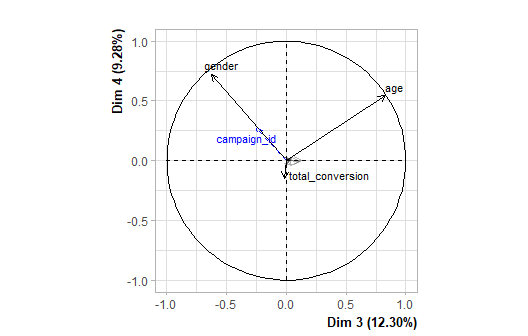 Dim 4 (9.28%)
1.0
0.5
0.0
-0.5
-1.0
gender
age
campaign_id
total_conversion
-1.0 -0.5 0.0 0.5 1.0
Dim 3 (12.30%)